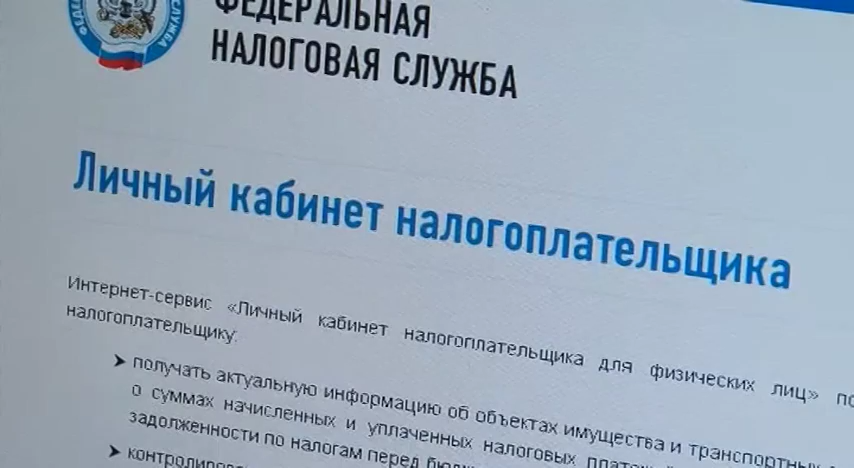 ФЕДЕРАЛЬНАЯ
НАЛОГОВАЯ СЛУЖБА
Личный кабинет налогоплательщика
Интернет-сервис «Личный кабинет налогоплательщика для физических лиц»
налогоплательщику:
➤ получать актуальную информацию об объектах имущества и транспортных
о суммах начисленных и уплаченных налоговых
задолженности по налогам перед
➤